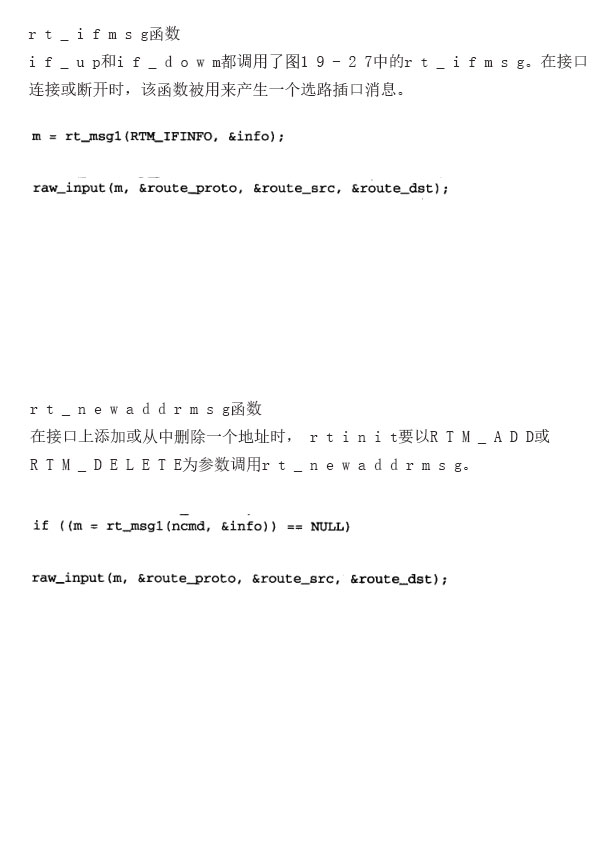 rt_ifmsg函数
if_up和if_dowm都调用了图19-27中的rt_ifmsg。在接口
连接或断开时，该函数被用来产生一个选路插口消息。
m = rt_msg1(RTM_IFINFO, &info);
raw_input(m, &route_proto, &route_src, &route_dst);
rt_newaddrmsg函数
在接口上添加或从中删除一个地址时， rtinit要以RTM_ADD或
RTM_DELETE为参数调用rt_newaddrmsg。
if ((m = rt_msg1(ncmd, &info)) == NULL)
raw_input(m, &route_proto, &route_src, &route_dst);